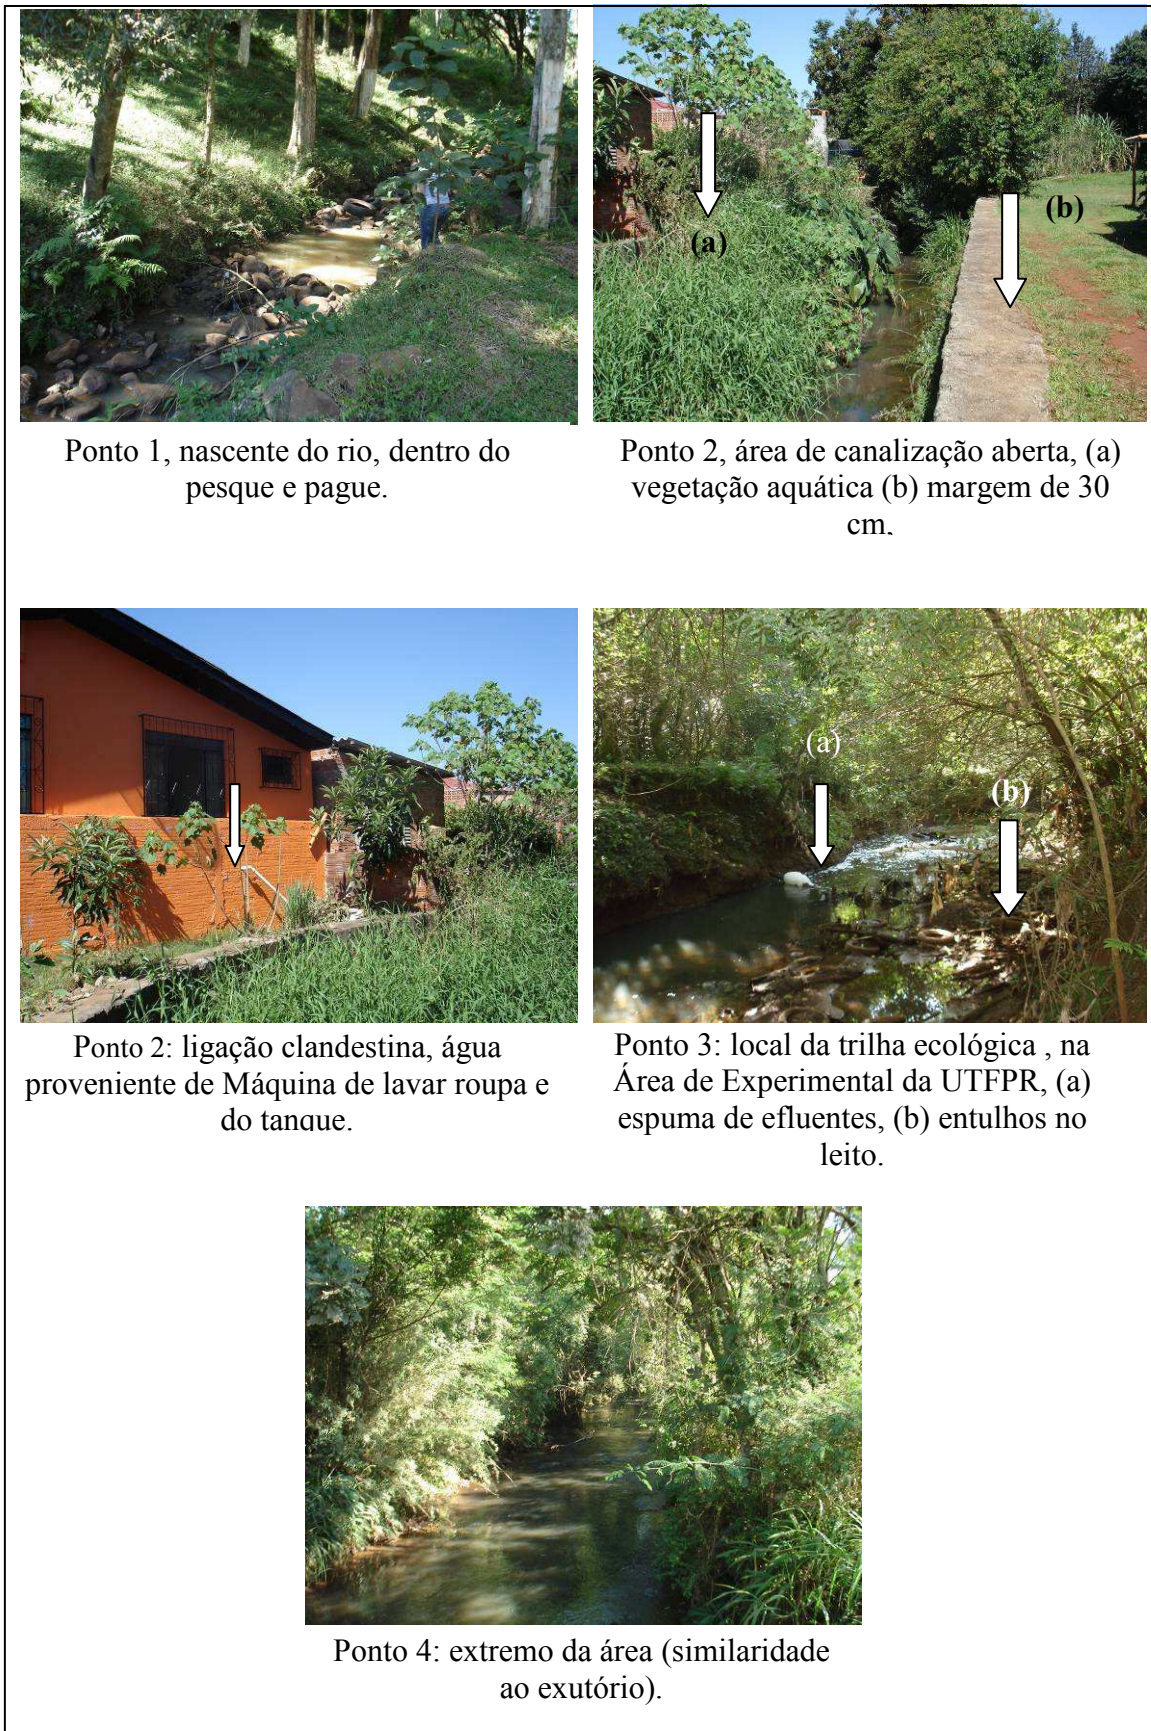 (a)
(b)
Ponto 1, nascente do rio, dentro do
pesque e pague.
Ponto 2, área de canalização aberta, (a)
vegetação aquática (b) margem de 30
cm.
(a)
(b)
Ponto 2: ligação clandestina, água
proveniente de Máquina de lavar roupa e
do tanque.
Ponto 3: local da trilha ecológica , na
Área de Experimental da UTFPR, (a)
espuma de efluentes, (b) entulhos no
leito.
Ponto 4: extremo da área (similaridade
ao exutório).